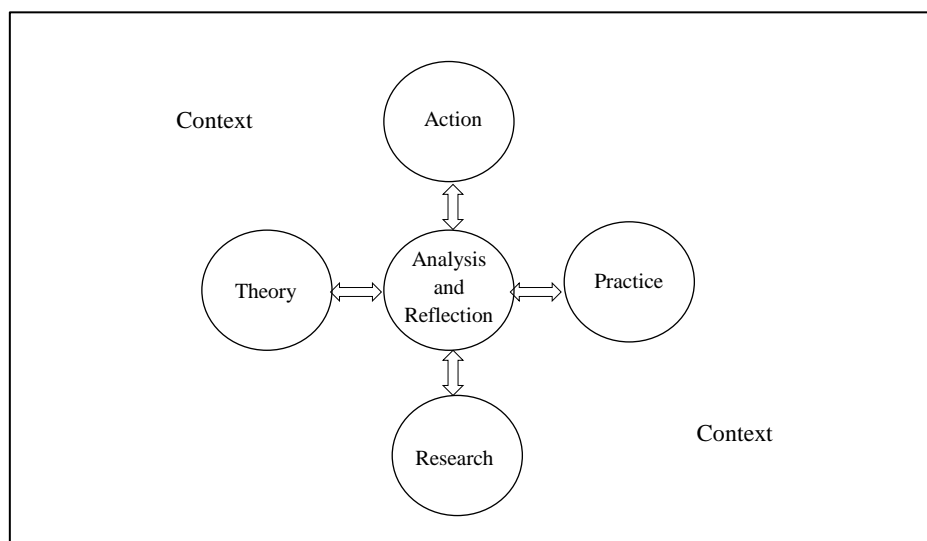 Action
Context
Analysis
and
Reflection
Theory
Practice
Research
Context